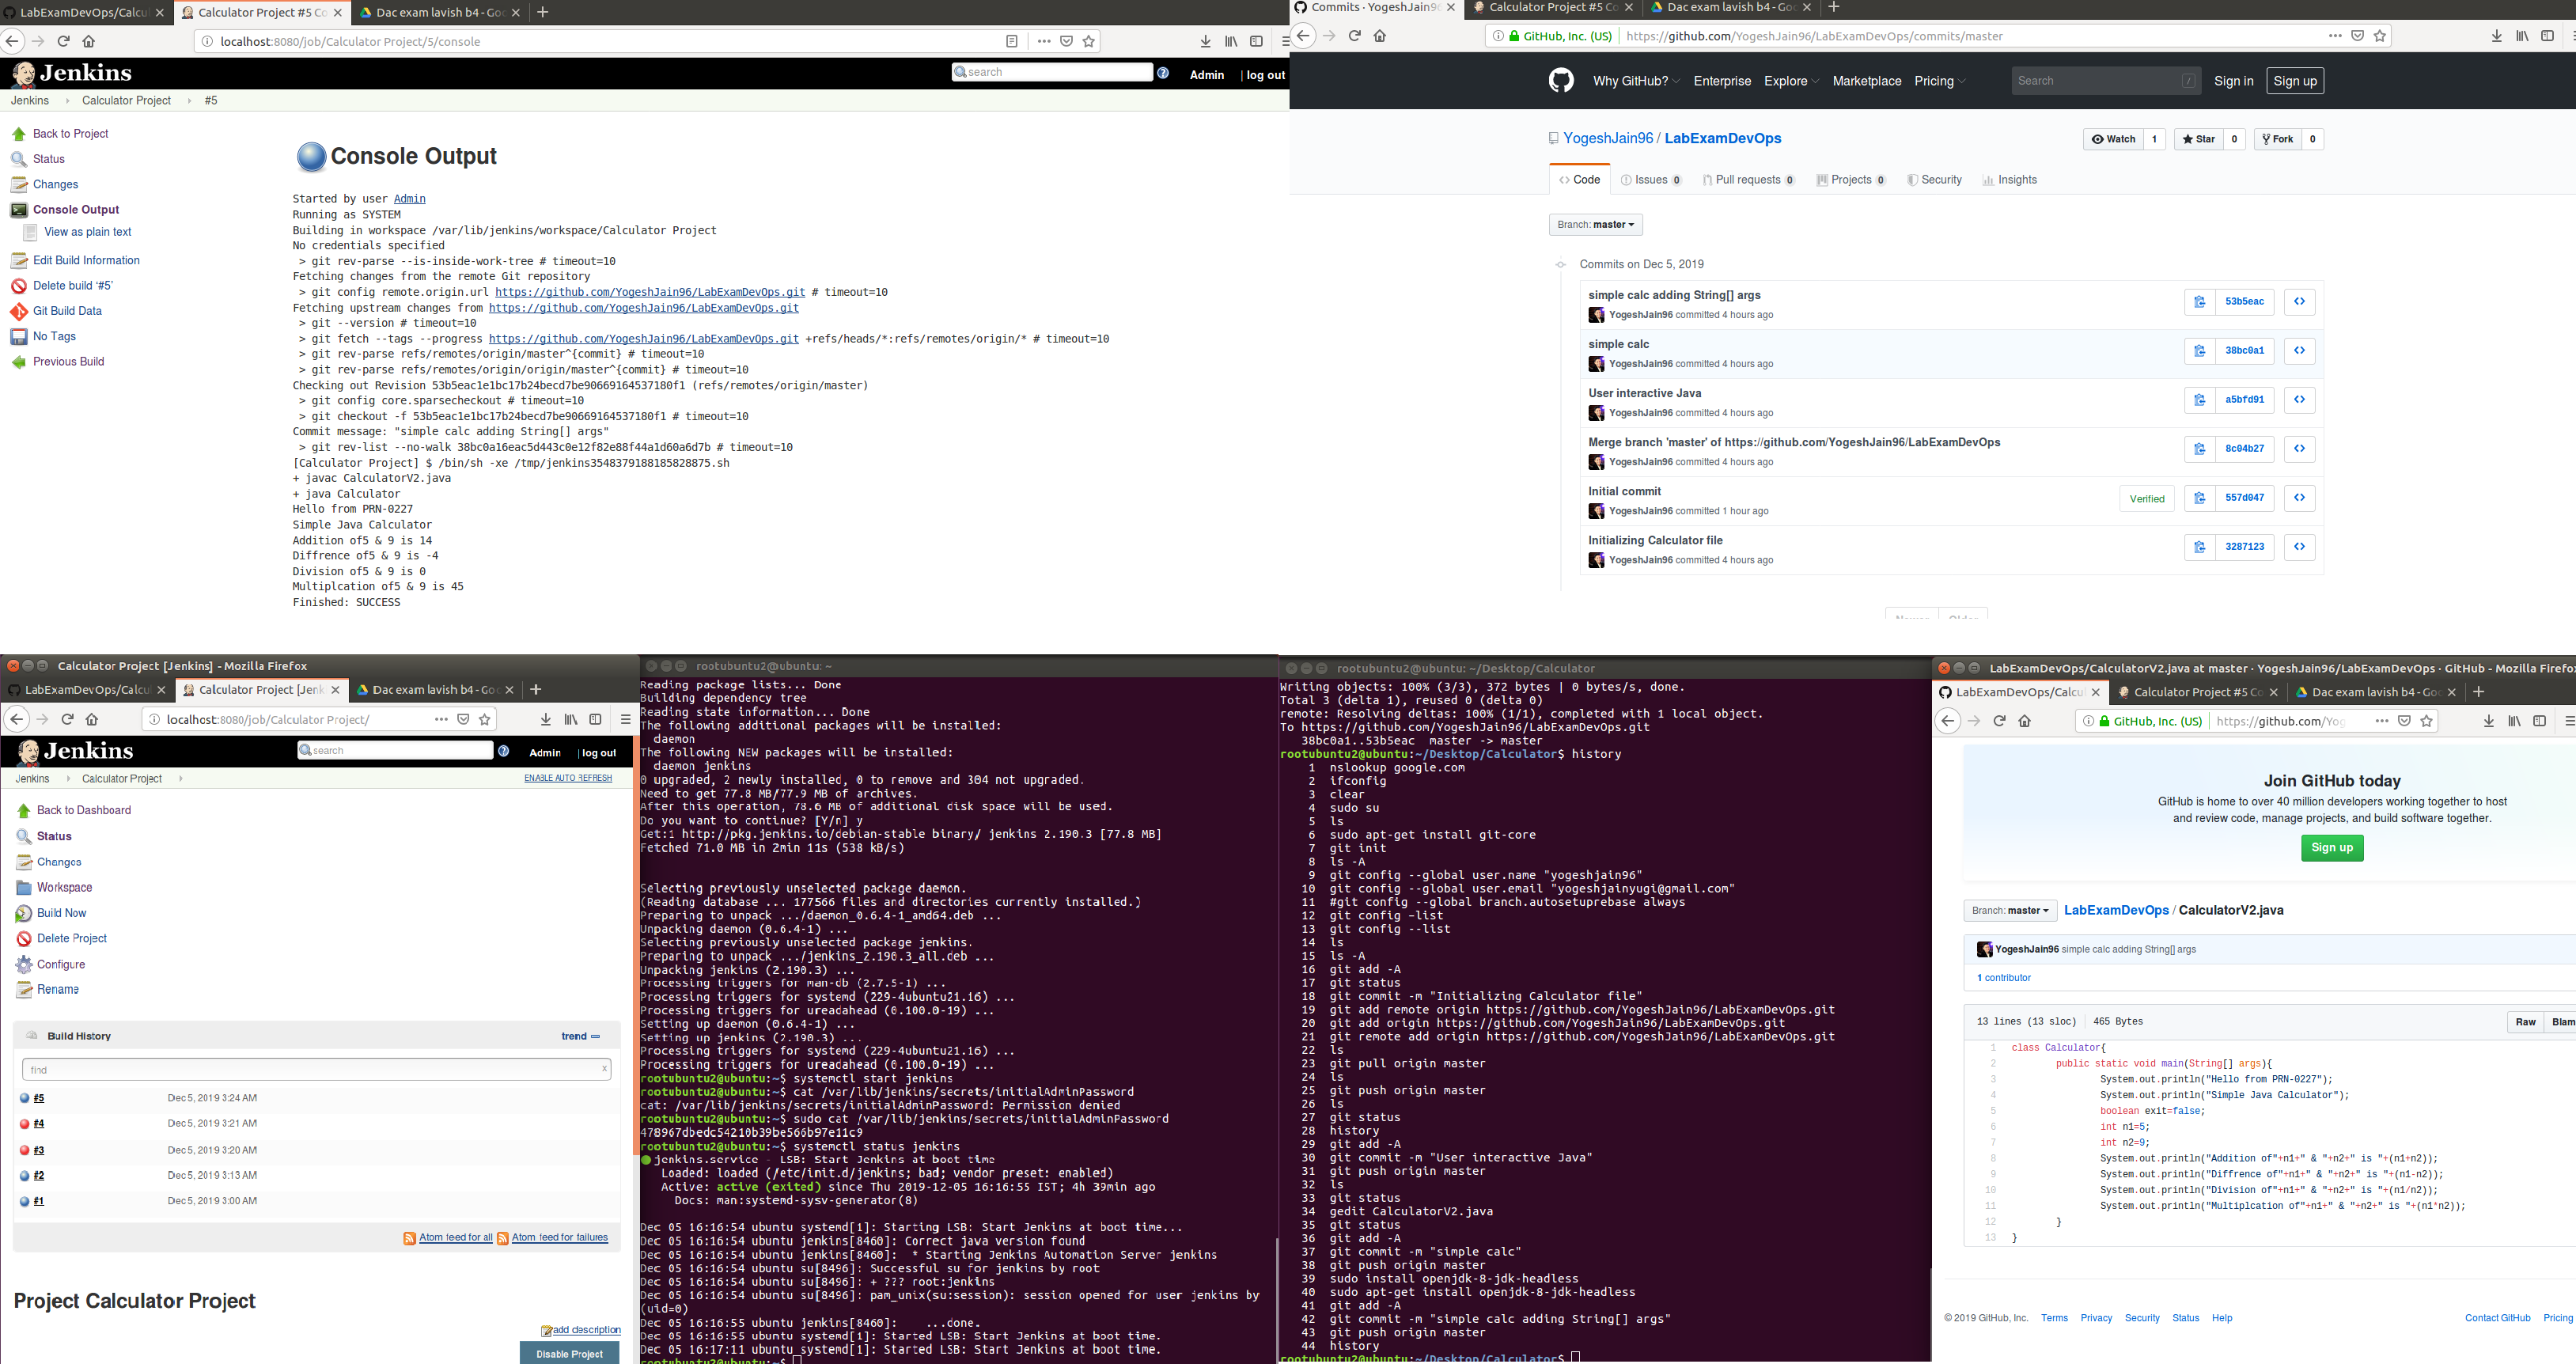 LabExamDevOps/Calcul
Calculator Project #5 Co
Dac exam lavish b4 - Goo
localhost:8080/job/Calculator Project/5/console
Jenkins
search
Admin
| log out
Jenkins
Calculator Project
#5
Back to Project
Status
Changes
Console Output
View as plain text
Edit Build Information
Delete build '#5'
Git Build Data
No Tags
Previous Build
Console Output
Started by user Admin
Running as SYSTEM
Building in workspace /var/lib/jenkins/workspace/Calculator Project
No credentials specified
> git rev-parse --is-inside-work-tree # timeout=10
Fetching changes from the remote Git repository
> git config remote.origin.url https://github.com/YogeshJain96/LabExamDevOps.git # timeout=10
Fetching upstream changes from https://github.com/YogeshJain96/LabExamDevOps.git
> git --version # timeout=10
> git fetch --tags --progress https://github.com/YogeshJain96/LabExamDevOps.git +refs/heads/*:refs/remotes/origin/* # timeout=10
> git rev-parse refs/remotes/origin/master^{commit} # timeout=10
> git rev-parse refs/remotes/origin/origin/master^{commit} # timeout=10
Checking out Revision 53b5eac1e1bc17b24becd7be90669164537180f1 (refs/remotes/origin/master)
> git config core.sparsecheckout # timeout=10
> git checkout -f 53b5eac1e1bc17b24becd7be90669164537180f1 # timeout=10
Commit message: "simple calc adding String[] args"
> git rev-list --no-walk 38bc0a16eac5d443c0e12f82e88f44a1d60a6d7b # timeout=10
[Calculator Project] $ /bin/sh -xe /tmp/jenkins3548379188185828875.sh
+ javac CalculatorV2.java
+ java Calculator
Hello from PRN-0227
Simple Java Calculator
Addition of5 & 9 is 14
Diffrence of5 & 9 is -4
Division of5 & 9 is 0
Multiplcation of5 & 9 is 45
Finished: SUCCESS
Commits · YogeshJain96
Calculator Project #5 Co
Dac exam lavish b4 - Goo
GitHub, Inc. (US)
https://github.com/YogeshJain96/LabExamDevOps/commits/master
Why GitHub?
Enterprise
Explore
Marketplace
Pricing
Search
/
Sign in
Sign up
YogeshJain96 / LabExamDevOps
Watch 1
Star 0
Fork 0
Code
Issues 0
Pull requests 0
Projects 0
Security
Insights
Branch: master
Commits on Dec 5, 2019
simple calc adding String[] args
YogeshJain96 committed 4 hours ago
53b5eac
simple calc
YogeshJain96 committed 4 hours ago
38bc0a1
User interactive Java
YogeshJain96 committed 4 hours ago
a5bfd91
Merge branch 'master' of https://github.com/YogeshJain96/LabExamDevOps
YogeshJain96 committed 4 hours ago
8c04b27
Initial commit
YogeshJain96 committed 1 hour ago
Verified
557d047
Initializing Calculator file
YogeshJain96 committed 4 hours ago
3287123
Calculator Project [Jenkins] - Mozilla Firefox
LabExamDevOps/Calcul
Calculator Project [Jenk
Dac exam lavish b4 - Goo
localhost:8080/job/Calculator Project/
Jenkins
search
Admin
| log out
Jenkins
Calculator Project
ENABLE AUTO REFRESH
Back to Dashboard
Status
Changes
Workspace
Build Now
Delete Project
Configure
Rename
Build History
trend
find
x
#5 Dec 5, 2019 3:24 AM
#4 Dec 5, 2019 3:21 AM
#3 Dec 5, 2019 3:20 AM
#2 Dec 5, 2019 3:13 AM
#1 Dec 5, 2019 3:00 AM
Atom feed for all
Atom feed for failures
Project Calculator Project
add description
Disable Project
rootubuntu2@ubuntu: ~
Reading package lists... Done
Building dependency tree
Reading state information... Done
The following additional packages will be installed:
daemon
The following NEW packages will be installed:
daemon jenkins
0 upgraded, 2 newly installed, 0 to remove and 304 not upgraded.
Need to get 77.8 MB/77.9 MB of archives.
After this operation, 78.6 MB of additional disk space will be used.
Do you want to continue? [Y/n] y
Get:1 http://pkg.jenkins.io/debian-stable binary/ jenkins 2.190.3 [77.8 MB]
Fetched 71.0 MB in 2min 11s (538 kB/s)
Selecting previously unselected package daemon.
(Reading database ... 177566 files and directories currently installed.)
Preparing to unpack .../daemon_0.6.4-1_amd64.deb ...
Unpacking daemon (0.6.4-1) ...
Selecting previously unselected package jenkins.
Preparing to unpack .../jenkins_2.190.3_all.deb ...
Unpacking jenkins (2.190.3) ...
Processing triggers for man-db (2.7.5-1) ...
Processing triggers for systemd (229-4ubuntu21.16) ...
Processing triggers for ureadahead (0.100.0-19) ...
Setting up daemon (0.6.4-1) ...
Setting up jenkins (2.190.3) ...
Processing triggers for systemd (229-4ubuntu21.16) ...
Processing triggers for ureadahead (0.100.0-19) ...
rootubuntu2@ubuntu:~$ systemctl start jenkins
rootubuntu2@ubuntu:~$ cat /var/lib/jenkins/secrets/initialAdminPassword
cat: /var/lib/jenkins/secrets/initialAdminPassword: Permission denied
rootubuntu2@ubuntu:~$ sudo cat /var/lib/jenkins/secrets/initialAdminPassword
478967dbedc54210b39be566b97e11c9
rootubuntu2@ubuntu:~$ systemctl status jenkins
jenkins.service - LSB: Start Jenkins at boot time
Loaded: loaded (/etc/init.d/jenkins; bad; vendor preset: enabled)
Active: active (exited) since Thu 2019-12-05 16:16:55 IST; 4h 39min ago
Docs: man:systemd-sysv-generator(8)
Dec 05 16:16:54 ubuntu systemd[1]: Starting LSB: Start Jenkins at boot time...
Dec 05 16:16:54 ubuntu jenkins[8460]: Correct java version found
Dec 05 16:16:54 ubuntu jenkins[8460]:  * Starting Jenkins Automation Server jenkins
Dec 05 16:16:54 ubuntu su[8496]: Successful su for jenkins by root
Dec 05 16:16:54 ubuntu su[8496]: + ??? root:jenkins
Dec 05 16:16:54 ubuntu su[8496]: pam_unix(su:session): session opened for user jenkins by
(uid=0)
Dec 05 16:16:55 ubuntu jenkins[8460]:    ...done.
Dec 05 16:16:55 ubuntu systemd[1]: Started LSB: Start Jenkins at boot time.
Dec 05 16:17:11 ubuntu systemd[1]: Started LSB: Start Jenkins at boot time.
rootubuntu2@ubuntu:~$
rootubuntu2@ubuntu: ~/Desktop/Calculator
Writing objects: 100% (3/3), 372 bytes | 0 bytes/s, done.
Total 3 (delta 1), reused 0 (delta 0)
remote: Resolving deltas: 100% (1/1), completed with 1 local object.
To https://github.com/YogeshJain96/LabExamDevOps.git
38bc0a1..53b5eac  master -> master
rootubuntu2@ubuntu:~/Desktop/Calculator$ history
1 nslookup google.com
2 ifconfig
3 clear
4 sudo su
5 ls
6 sudo apt-get install git-core
7 git init
8 ls -A
9 git config --global user.name "yogeshjain96"
10 git config --global user.email "yogeshjainyugi@gmail.com"
11 #git config --global branch.autosetuprebase always
12 git config –list
13 git config --list
14 ls
15 ls -A
16 git add -A
17 git status
18 git commit -m "Initializing Calculator file"
19 git add remote origin https://github.com/YogeshJain96/LabExamDevOps.git
20 git add origin https://github.com/YogeshJain96/LabExamDevOps.git
21 git remote add origin https://github.com/YogeshJain96/LabExamDevOps.git
22 ls
23 git pull origin master
24 ls
25 git push origin master
26 ls
27 git status
28 history
29 git add -A
30 git commit -m "User interactive Java"
31 git push origin master
32 ls
33 git status
34 gedit CalculatorV2.java
35 git status
36 git add -A
37 git commit -m "simple calc"
38 git push origin master
39 sudo install openjdk-8-jdk-headless
40 sudo apt-get install openjdk-8-jdk-headless
41 git add -A
42 git commit -m "simple calc adding String[] args"
43 git push origin master
44 history
rootubuntu2@ubuntu:~/Desktop/Calculator$
LabExamDevOps/CalculatorV2.java at master · YogeshJain96/LabExamDevOps · GitHub - Mozilla Firefo
LabExamDevOps/Calcul
Calculator Project #5 Co
Dac exam lavish b4 - Goo
GitHub, Inc. (US)
https://github.com/Yog
Join GitHub today
GitHub is home to over 40 million developers working together to host
and review code, manage projects, and build software together.
Sign up
Branch: master
LabExamDevOps / CalculatorV2.java
YogeshJain96 simple calc adding String[] args
1 contributor
13 lines (13 sloc)
465 Bytes
Raw
Blam
1 class Calculator{
2 public static void main(String[] args){
3 System.out.println("Hello from PRN-0227");
4 System.out.println("Simple Java Calculator");
5 boolean exit=false;
6 int n1=5;
7 int n2=9;
8 System.out.println("Addition of"+n1+" & "+n2+" is "+(n1+n2));
9 System.out.println("Diffrence of"+n1+" & "+n2+" is "+(n1-n2));
10 System.out.println("Division of"+n1+" & "+n2+" is "+(n1/n2));
11 System.out.println("Multiplcation of"+n1+" & "+n2+" is "+(n1*n2));
12 }
13 }
© 2019 GitHub, Inc.
Terms
Privacy
Security
Status
Help
Contact GitHub
Pricing